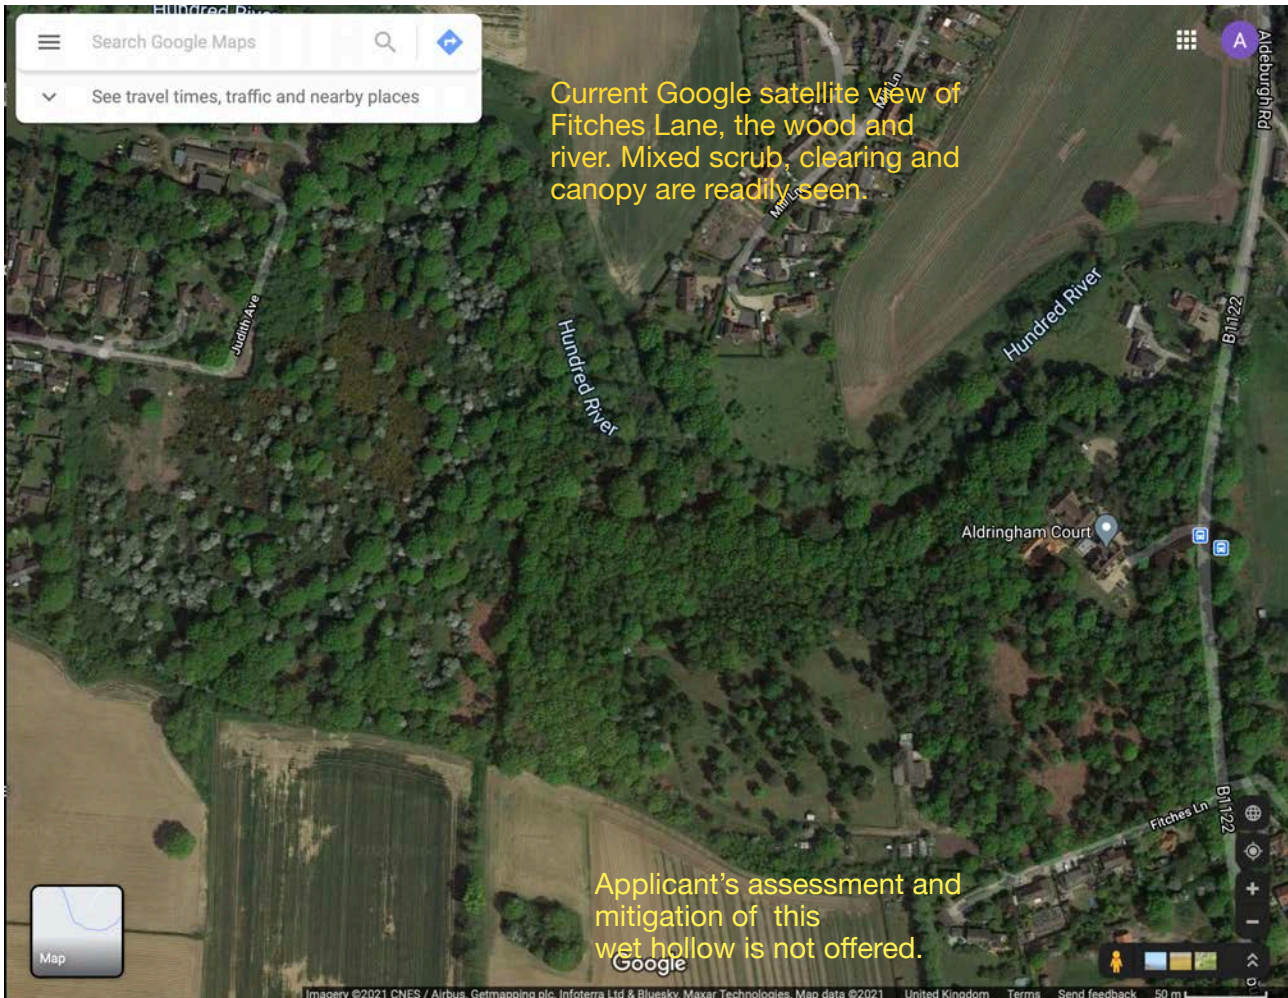 Hundred River
Search Google Maps
A
Aldeburgh Rd
See travel times, traffic and nearby places
Current Google satellite view of
Fitches Lane, the wood and
river. Mixed scrub, clearing and
canopy are readily seen.
Mill Ln
Mill Ln
Hundred River
B1122
Judith Ave
Hundred River
Aldringham Court
Fitches Ln
B1122
Applicant's assessment and
mitigation of this
wet hollow is not offered.
Map
Google
Imagery ©2021 CNES / Airbus, Getmapping plc, Infoterra Ltd & Bluesky, Maxar Technologies, Map data ©2021 United Kingdom Terms Send feedback 50 m